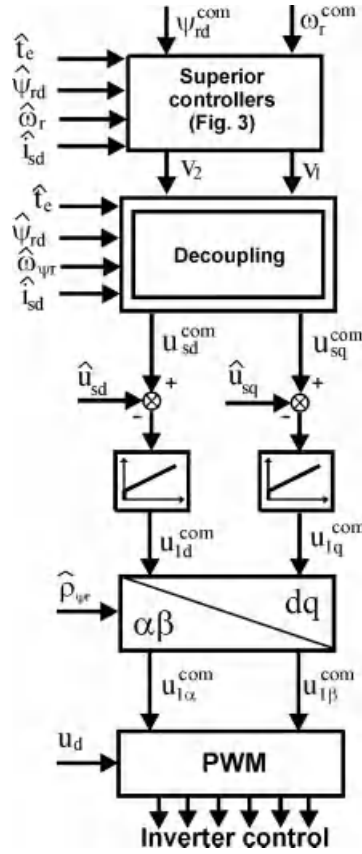 ψ_rd^com ω_r^com
t̂_e
ψ̂_rd
ω̂_r
î_sd
Superior
controllers
(Fig. 3)
V_2 V_1
t̂_e
ψ̂_rd
ω̂_ψr
î_sd
Decoupling
u_sd^com u_sq^com
û_sd + û_sq +
- -
u_1d^com u_1q^com
ρ̂_ψr
dq
αβ
u_1α^com u_1β^com
u_d
PWM
Inverter control